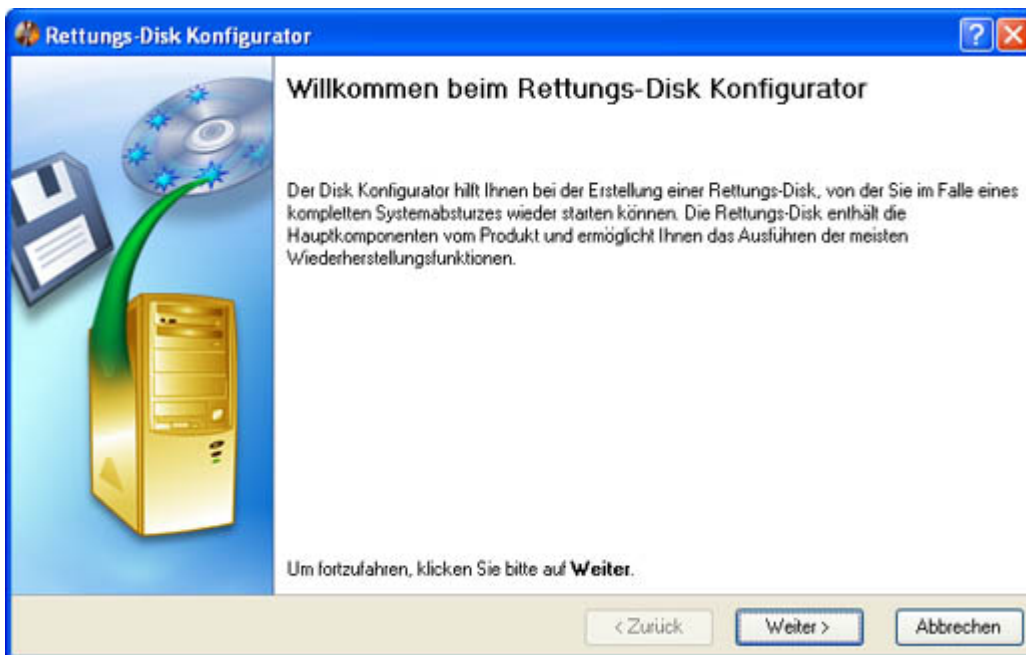 Rettungs-Disk Konfigurator
Willkommen beim Rettungs-Disk Konfigurator
Der Disk Konfigurator hilft Ihnen bei der Erstellung einer Rettungs-Disk, von der Sie im Falle eines
kompletten Systemabsturzes wieder starten können. Die Rettungs-Disk enthält die
Hauptkomponenten vom Produkt und ermöglicht Ihnen das Ausführen der meisten
Wiederherstellungsfunktionen.
Um fortzufahren, klicken Sie bitte auf Weiter.
< Zurück
Weiter >
Abbrechen